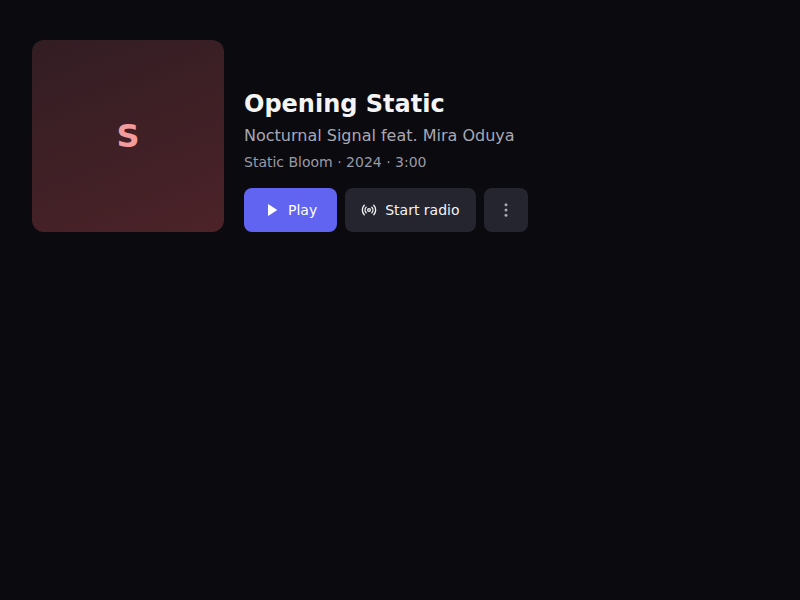 S
Opening Static
Nocturnal Signal feat. Mira Oduya
Static Bloom · 2024 · 3:00
Play
Start radio